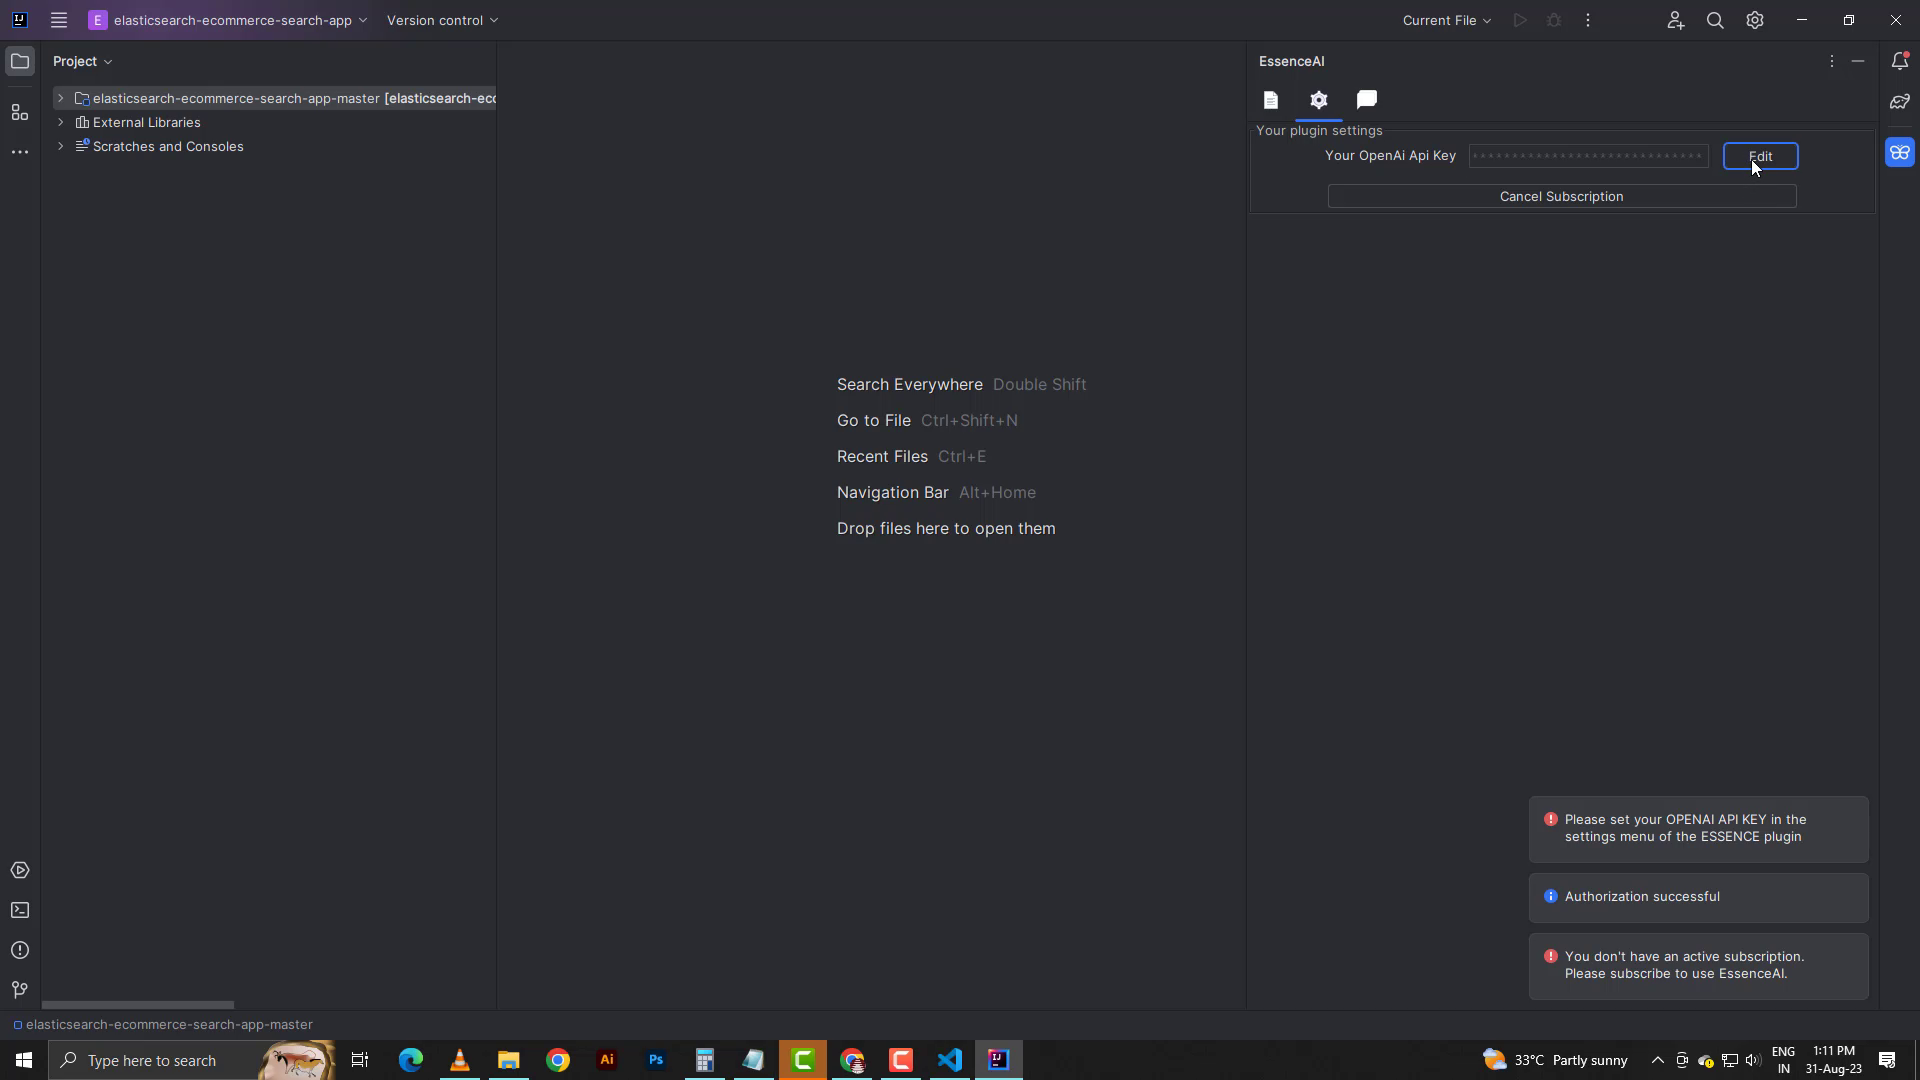 elasticsearch-ecommerce-search-app
Version control
Current File
Project
elasticsearch-ecommerce-search-app-master [elasticsearch-ecc
External Libraries
Scratches and Consoles
Search Everywhere Double Shift
Go to File Ctrl+Shift+N
Recent Files Ctrl+E
Navigation Bar Alt+Home
Drop files here to open them
EssenceAI
Your plugin settings
Your OpenAi Api Key
Edit
Cancel Subscription
Please set your OPENAI API KEY in the
settings menu of the ESSENCE plugin
Authorization successful
You don't have an active subscription.
Please subscribe to use EssenceAI.
elasticsearch-ecommerce-search-app-master
Type here to search
33°C Partly sunny
ENG
IN
1:11 PM
31-Aug-23